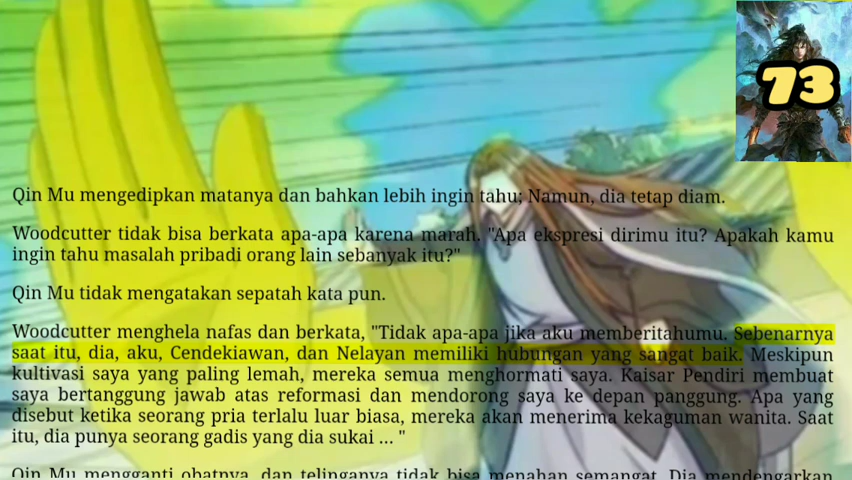 73
Qin Mu mengedipkan matanya dan bahkan lebih ingin tahu; Namun, dia tetap diam.
Woodcutter tidak bisa berkata apa-apa karena marah. "Apa ekspresi dirimu itu? Apakah kamu
ingin tahu masalah pribadi orang lain sebanyak itu?"
Qin Mu tidak mengatakan sepatah kata pun.
Woodcutter menghela nafas dan berkata, "Tidak apa-apa jika aku memberitahumu. Sebenarnya
saat itu, dia, aku, Cendekiawan, dan Nelayan memiliki hubungan yang sangat baik. Meskipun
kultivasi saya yang paling lemah, mereka semua menghormati saya. Kaisar Pendiri membuat
saya bertanggung jawab atas reformasi dan mendorong saya ke depan panggung. Apa yang
disebut ketika seorang pria terlalu luar biasa, mereka akan menerima kekaguman wanita. Saat
itu, dia punya seorang gadis yang dia sukai ... "
Qin Mu mengganti obatnya, dan telinganya tidak bisa menahan semangat. Dia mendengarkan